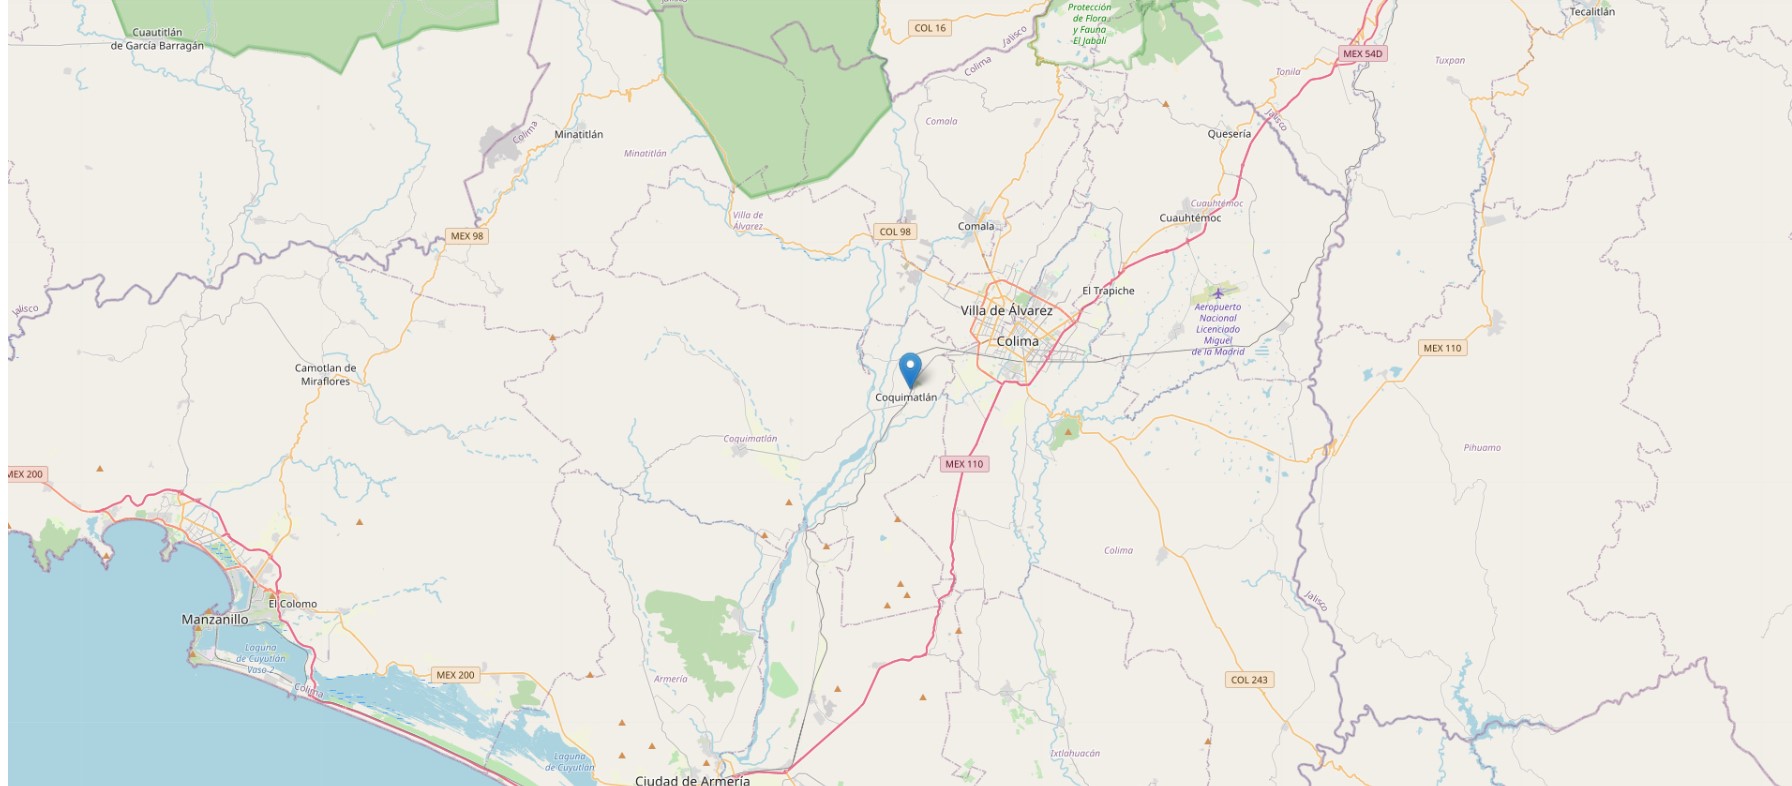 Cuautitlán
de García Barragán
COL 16
Jalisco
Colima
Protección
de Flora
y Fauna
El Jabalí
Tecalitlán
MEX 54D
Tuxpan
Tonila
Jalisco
Quesería
Comala
Colima
Minatitlán
Minatitlán
Villa de
Álvarez
COL 98
Comala
Cuauhtémoc
Cuauhtémoc
MEX 98
Jalisco
El Trapiche
Villa de Álvarez
Colima
Aeropuerto
Nacional
Licenciado
Miguel
de la Madrid
MEX 110
Camotlan de
Miraflores
Coquimatlán
Coquimatlán
Pihuamo
MEX 200
MEX 110
Colima
El Colomo
Manzanillo
Jalisco
Laguna
de Cuyutlán
Vaso 2
Colima
MEX 200
Armería
COL 243
Laguna
de Cuyutlán
Ixtlahuacán
Ciudad de Armería